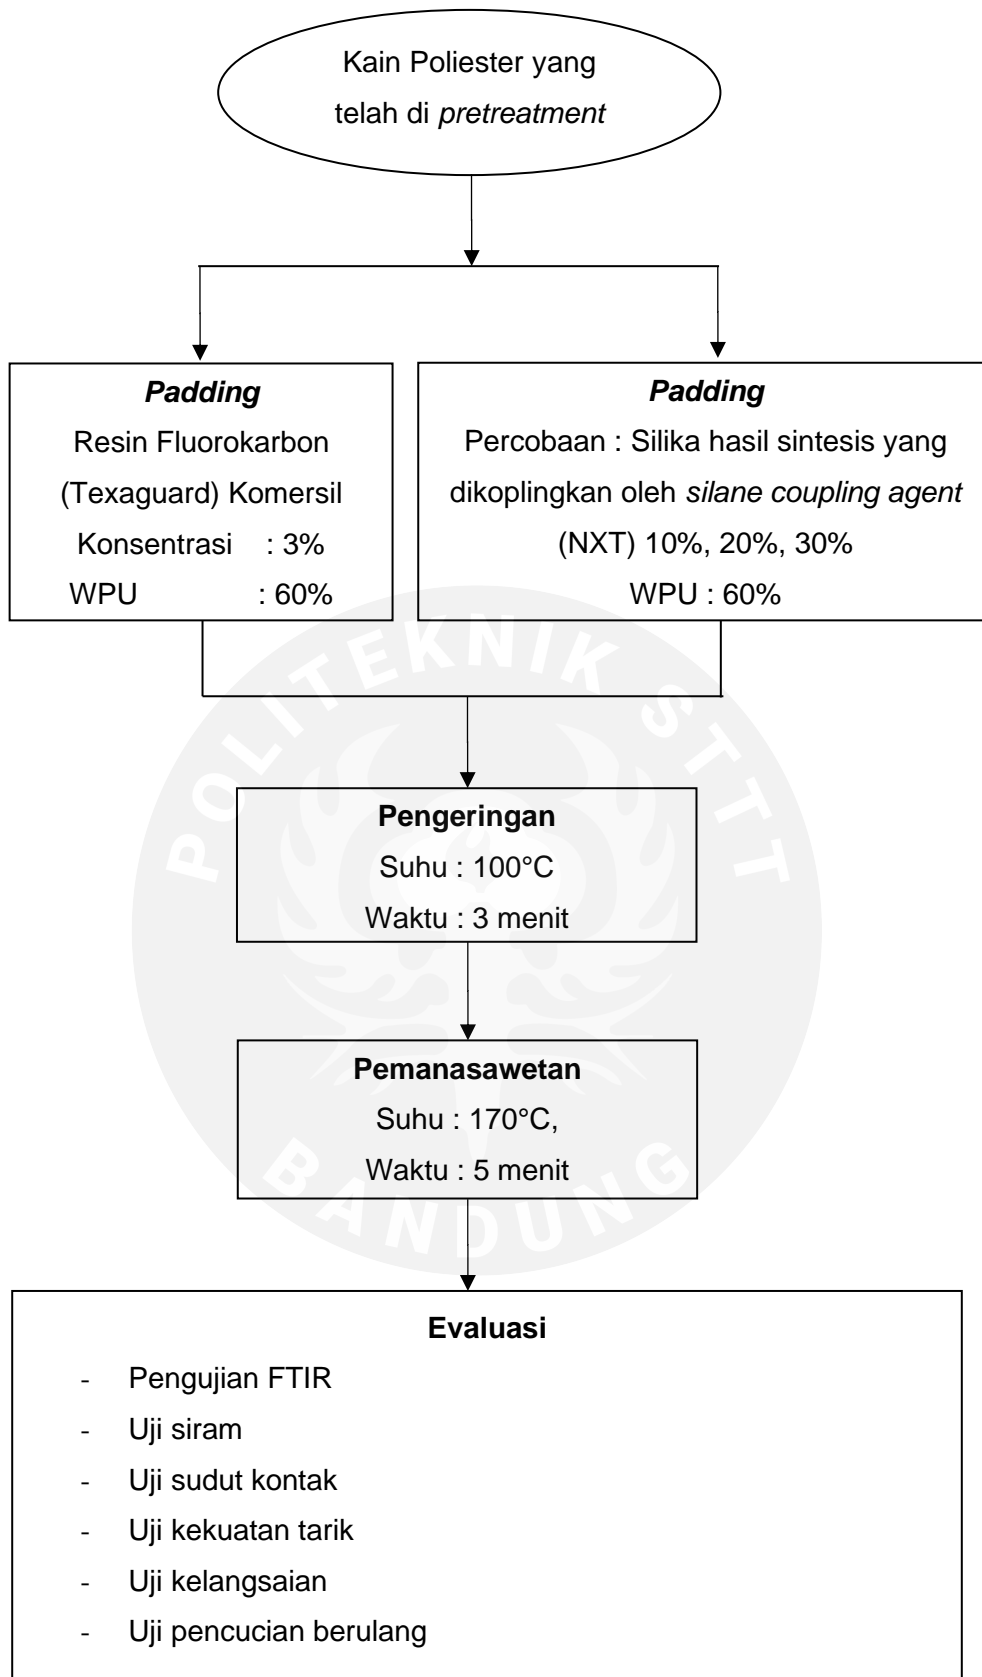 Kain Poliester yang
telah di pretreatment
Padding
Resin Fluorokarbon
(Texaguard) Komersil
Konsentrasi : 3%
WPU : 60%
Padding
Percobaan : Silika hasil sintesis yang
dikoplingkan oleh silane coupling agent
(NXT) 10%, 20%, 30%
WPU : 60%
POLITEKNIK STTT
BANDUNG
Pengeringan
Suhu : 100°C
Waktu : 3 menit
Pemanasawetan
Suhu : 170°C,
Waktu : 5 menit
Evaluasi
- Pengujian FTIR
- Uji siram
- Uji sudut kontak
- Uji kekuatan tarik
- Uji kelangsaian
- Uji pencucian berulang